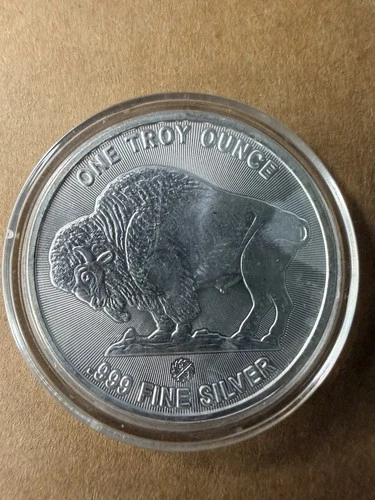 ONE TROY OUNCE
.999 FINE SILVER